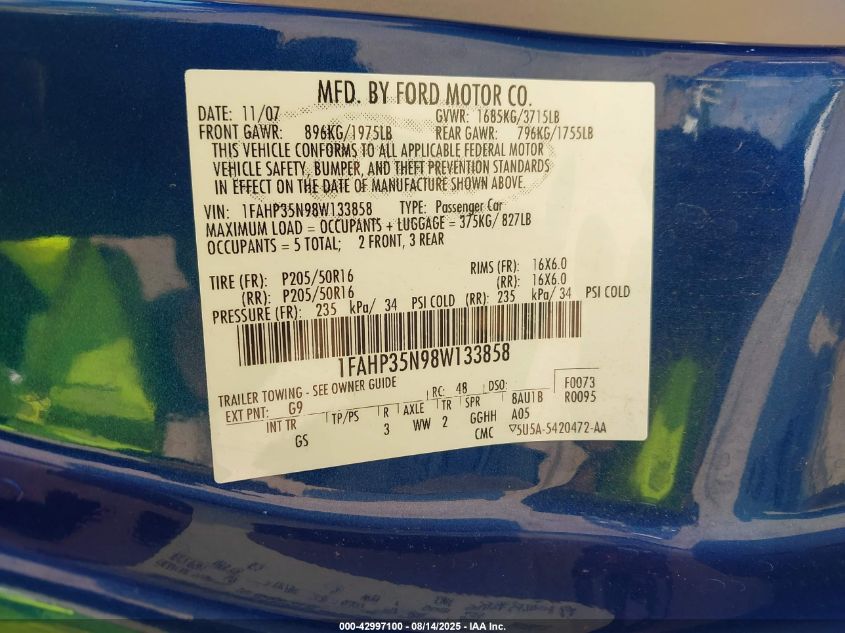 MFD. BY FORD MOTOR CO.
DATE: 11/07 GVWR: 1685KG/3715LB
FRONT GAWR: 896KG/1975LB REAR GAWR: 796KG/1755LB
THIS VEHICLE CONFORMS TO ALL APPLICABLE FEDERAL MOTOR
VEHICLE SAFETY, BUMPER, AND THEFT PREVENTION STANDARDS
IN EFFECT ON THE DATE OF MANUFACTURE SHOWN ABOVE.
VIN: 1FAHP35N98W133858 TYPE: Passenger Car
MAXIMUM LOAD = OCCUPANTS + LUGGAGE = 375KG/ 827LB
OCCUPANTS = 5 TOTAL; 2 FRONT, 3 REAR
TIRE (FR): P205/50R16 RIMS (FR): 16X6.0
(RR): P205/50R16 (RR): 16X6.0
PRESSURE (FR): 235 kPa/ 34 PSI COLD (RR): 235 kPa/ 34 PSI COLD
1FAHP35N98W133858
TRAILER TOWING - SEE OWNER GUIDE RC: 48 DSO: F0073
EXT PNT: G9 TP/PS R AXLE TR SPR 8AU1B R0095
INT TR GS 3 WW 2 GGHH A05
CMC ▽5U5A-5420472-AA
000-42997100 - 08/14/2025 - IAA Inc.